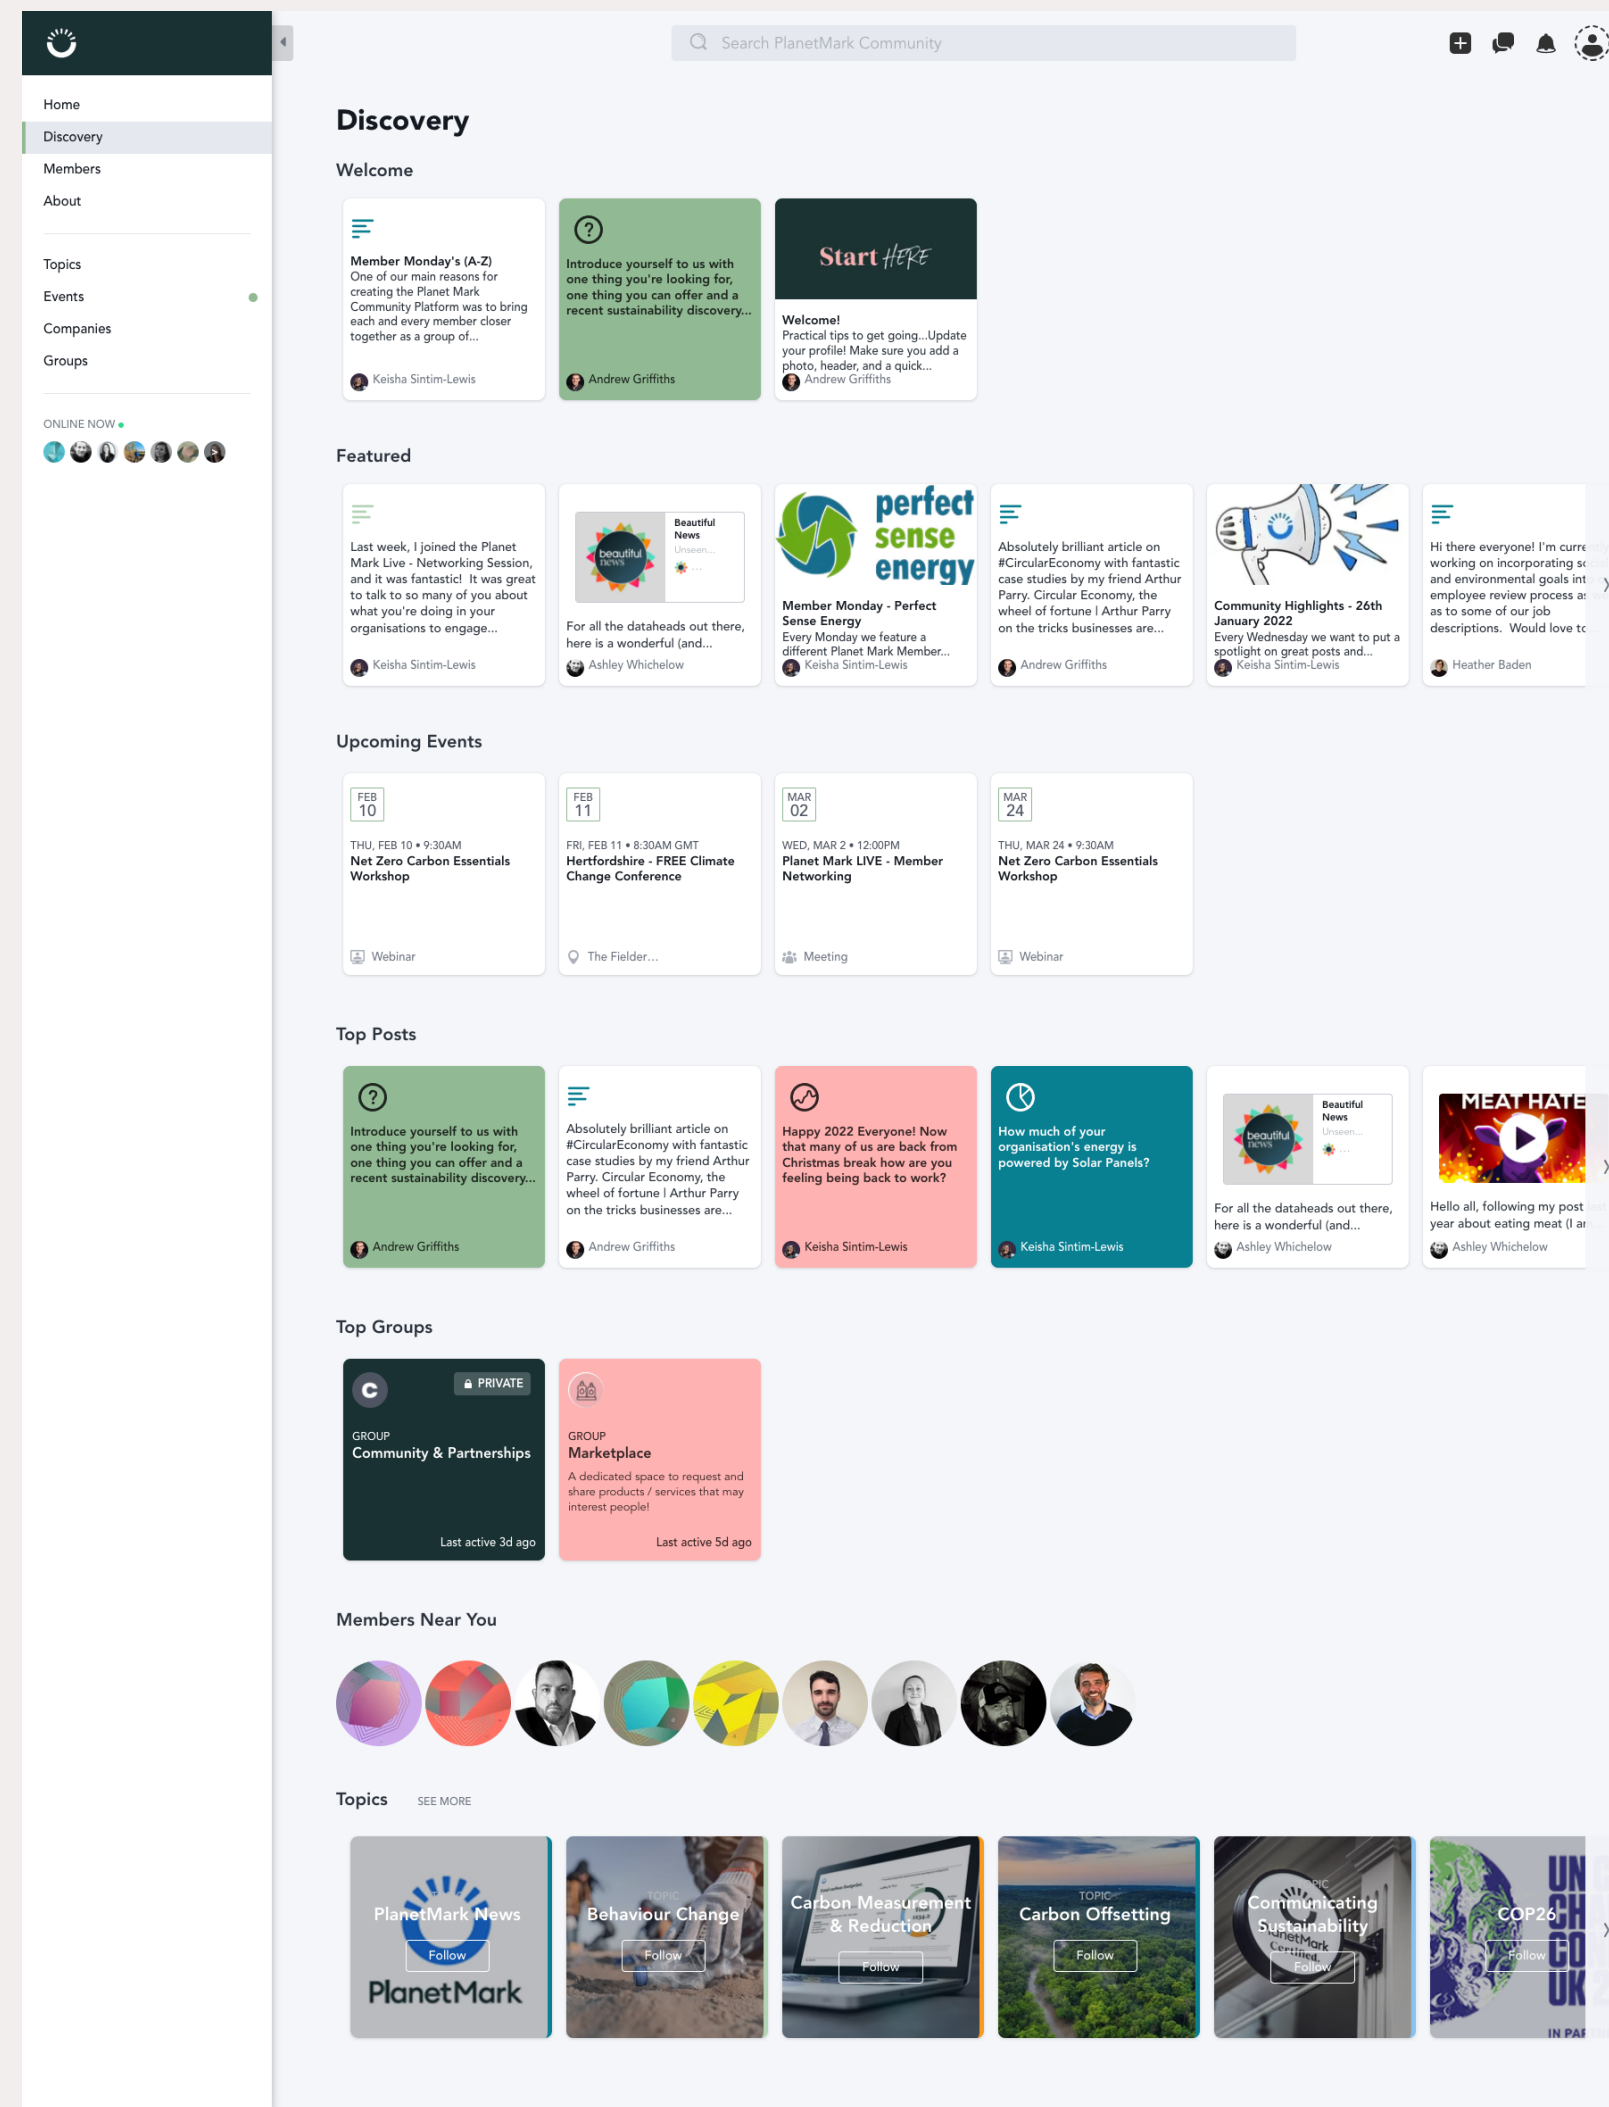 Search PlanetMark Community
Home
Discovery
Members
About
Topics
Events
Companies
Groups
ONLINE NOW
Discovery
Welcome
Member Monday's (A-Z)
One of our main reasons for
creating the Planet Mark
Community Platform was to bring
each and every member closer
together as a group of...
Keisha Sintim-Lewis
Introduce yourself to us with
one thing you're looking for,
one thing you can offer and a
recent sustainability discovery...
Andrew Griffiths
Start HERE
Welcome!
Practical tips to get going...Update
your profile! Make sure you add a
photo, header, and a quick...
Andrew Griffiths
Featured
Last week, I joined the Planet
Mark Live - Networking Session,
and it was fantastic! It was great
to talk to so many of you about
what you're doing in your
organisations to engage...
Keisha Sintim-Lewis
beautiful
news
Beautiful
News
Unseen...
...
For all the dataheads out there,
here is a wonderful (and...
Ashley Whichelow
perfect
sense
energy
Member Monday - Perfect
Sense Energy
Every Monday we feature a
different Planet Mark Member...
Keisha Sintim-Lewis
Absolutely brilliant article on
#CircularEconomy with fantastic
case studies by my friend Arthur
Parry. Circular Economy, the
wheel of fortune | Arthur Parry
on the tricks businesses are...
Andrew Griffiths
Community Highlights - 26th
January 2022
Every Wednesday we want to put a
spotlight on great posts and...
Keisha Sintim-Lewis
Hi there everyone! I'm currently
working on incorporating social
and environmental goals into
employee review process as
as to some of our job
descriptions. Would love to
Heather Baden
Upcoming Events
FEB
10
THU, FEB 10 • 9:30AM
Net Zero Carbon Essentials
Workshop
Webinar
FEB
11
FRI, FEB 11 • 8:30AM GMT
Hertfordshire - FREE Climate
Change Conference
The Fielder...
MAR
02
WED, MAR 2 • 12:00PM
Planet Mark LIVE - Member
Networking
Meeting
MAR
24
THU, MAR 24 • 9:30AM
Net Zero Carbon Essentials
Workshop
Webinar
Top Posts
Introduce yourself to us with
one thing you're looking for,
one thing you can offer and a
recent sustainability discovery...
Andrew Griffiths
Absolutely brilliant article on
#CircularEconomy with fantastic
case studies by my friend Arthur
Parry. Circular Economy, the
wheel of fortune | Arthur Parry
on the tricks businesses are...
Andrew Griffiths
Happy 2022 Everyone! Now
that many of us are back from
Christmas break how are you
feeling being back to work?
Keisha Sintim-Lewis
How much of your
organisation's energy is
powered by Solar Panels?
Keisha Sintim-Lewis
beautiful
news
Beautiful
News
Unseen...
...
For all the dataheads out there,
here is a wonderful (and...
Ashley Whichelow
MEAT HATE
Hello all, following my post last
year about eating meat (I am
Ashley Whichelow
Top Groups
C
PRIVATE
GROUP
Community & Partnerships
Last active 3d ago
GROUP
Marketplace
A dedicated space to request and
share products / services that may
interest people!
Last active 5d ago
Members Near You
Topics
SEE MORE
PlanetMark News
Follow
PlanetMark
TOPIC
Behaviour Change
Follow
Carbon Measurement
& Reduction
Follow
TOPIC
Carbon Offsetting
Follow
TOPIC
Communicating
Sustainability
PlanetMark
Certified
Follow
COP26
Follow
UN
CH
CO
UK
IN PA